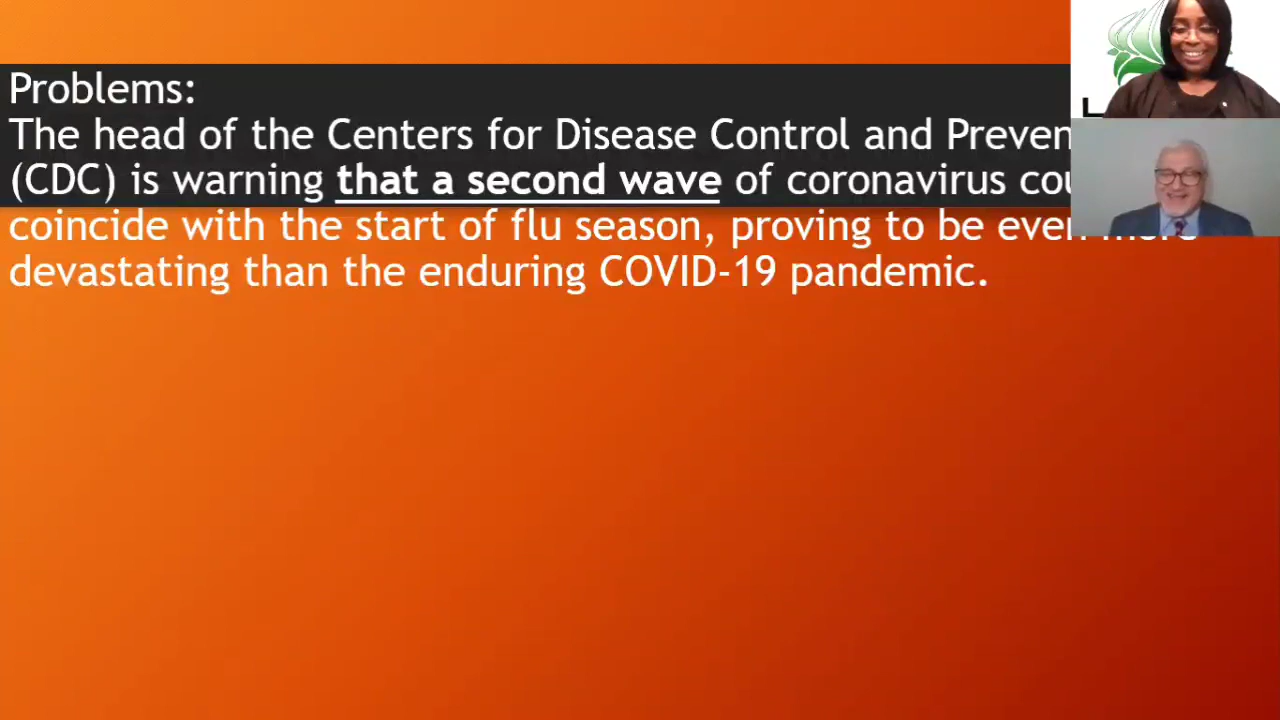 Problems:
The head of the Centers for Disease Control and Preven
(CDC) is warning that a second wave of coronavirus cou
coincide with the start of flu season, proving to be even more
devastating than the enduring COVID-19 pandemic.
L